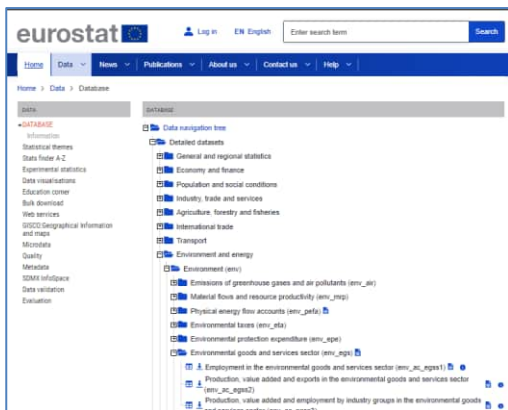 eurostat
Log in
EN English
Enter search term
Search
Home
Data
News
Publications
About us
Contact us
Help
Home > Data > Database
DATA
DATABASE
Information
Statistical themes
Stats finder A-Z
Experimental statistics
Data visualisations
Education corner
Bulk download
Web services
GISCO:Geographical Information
and maps
Microdata
Quality
Metadata
SDMX InfoSpace
Data validation
Evaluation
DATABASE
Data navigation tree
Detailed datasets
General and regional statistics
Economy and finance
Population and social conditions
Industry, trade and services
Agriculture, forestry and fisheries
International trade
Transport
Environment and energy
Environment (env)
Emissions of greenhouse gases and air pollutants (env_air)
Material flows and resource productivity (env_mrp)
Physical energy flow accounts (env_pefa)
Environmental taxes (env_eta)
Environmental protection expenditure (env_epe)
Environmental goods and services sector (env_egs)
Employment in the environmental goods and services sector (env_ac_egss1)
Production, value added and exports in the environmental goods and services sector
(env_ac_egss2)
Production, value added and employment by industry groups in the environmental goods